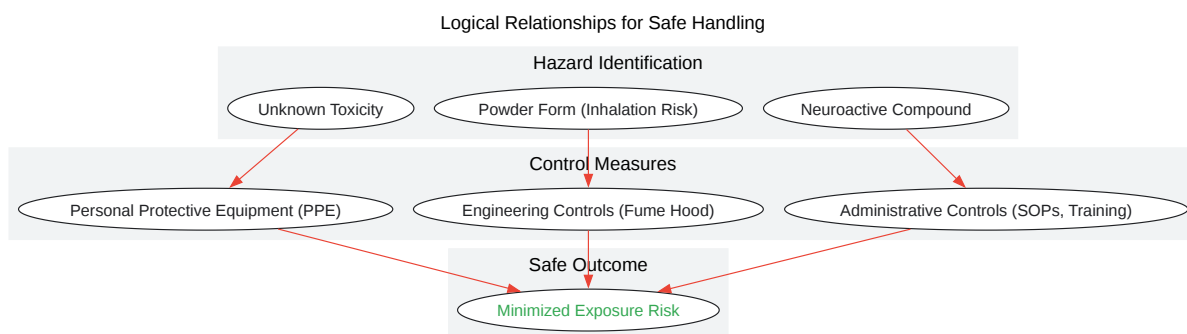 Logical Relationships for Safe Handling
Hazard Identification
Unknown Toxicity
Powder Form (Inhalation Risk)
Neuroactive Compound
Control Measures
Personal Protective Equipment (PPE)
Engineering Controls (Fume Hood)
Administrative Controls (SOPs, Training)
Safe Outcome
Minimized Exposure Risk